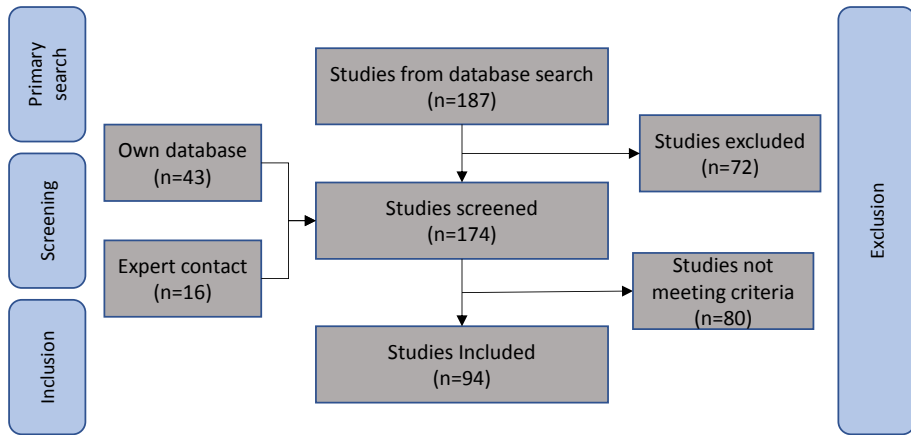 Primary
search
Studies from database search
(n=187)
Own database
(n=43)
Studies excluded
(n=72)
Screening
Studies screened
(n=174)
Exclusion
Expert contact
(n=16)
Studies not
meeting criteria
(n=80)
Inclusion
Studies Included
(n=94)